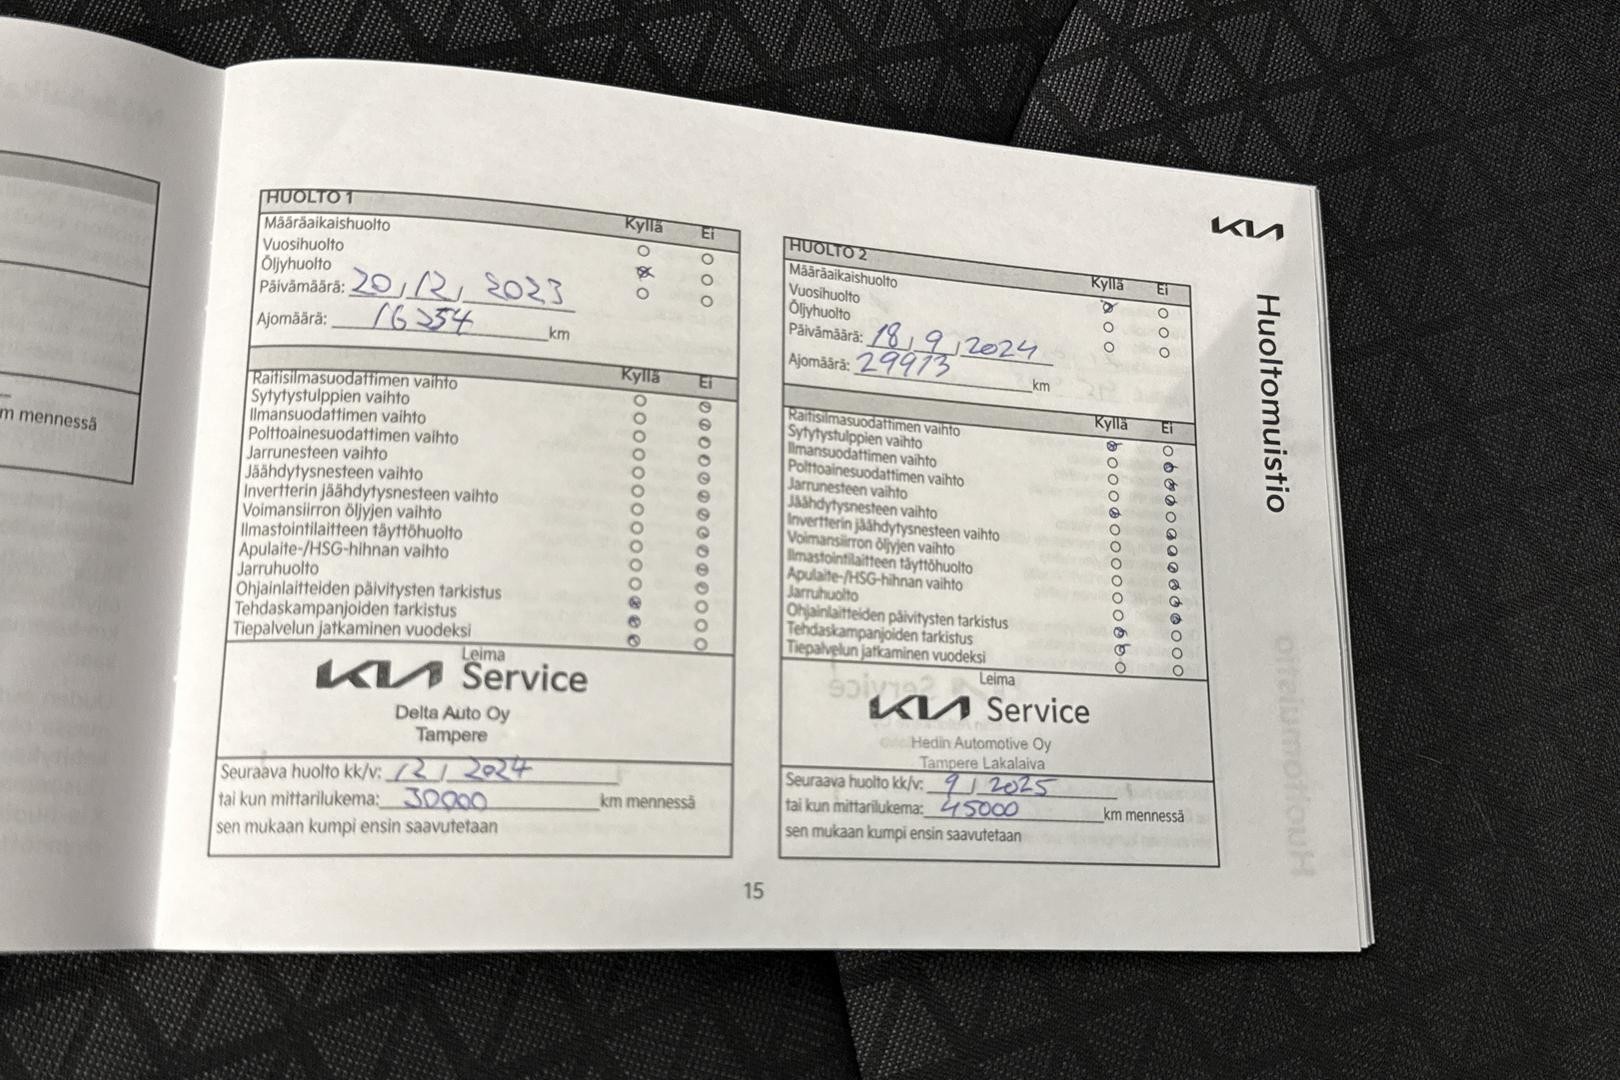 m mennessä
HUOLTO 1
Kyllä Ei
Määräaikaishuolto
Vuosihuolto
Öljyhuolto
Päivämäärä: 20 / 12 / 2023
Ajomäärä: 16254 km
Kyllä Ei
Raitisilmasuodattimen vaihto
Sytytystulppien vaihto
Ilmansuodattimen vaihto
Polttoainesuodattimen vaihto
Jarrunesteen vaihto
Jäähdytysnesteen vaihto
Invertterin jäähdytysnesteen vaihto
Voimansiirron öljyjen vaihto
Ilmastointilaitteen täyttöhuolto
Apulaite-/HSG-hihnan vaihto
Jarruhuolto
Ohjainlaitteiden päivitysten tarkistus
Tehdaskampanjoiden tarkistus
Tiepalvelun jatkaminen vuodeksi
Leima
KIA Service
Delta Auto Oy
Tampere
Seuraava huolto kk/v: 12 / 2024
tai kun mittarilukema: 30000 km mennessä
sen mukaan kumpi ensin saavutetaan
HUOLTO 2
Kyllä Ei
Määräaikaishuolto
Vuosihuolto
Öljyhuolto
Päivämäärä: 18 / 9 / 2024
Ajomäärä: 29913 km
Kyllä Ei
Raitisilmasuodattimen vaihto
Sytytystulppien vaihto
Ilmansuodattimen vaihto
Polttoainesuodattimen vaihto
Jarrunesteen vaihto
Jäähdytysnesteen vaihto
Invertterin jäähdytysnesteen vaihto
Voimansiirron öljyjen vaihto
Ilmastointilaitteen täyttöhuolto
Apulaite-/HSG-hihnan vaihto
Jarruhuolto
Ohjainlaitteiden päivitysten tarkistus
Tehdaskampanjoiden tarkistus
Tiepalvelun jatkaminen vuodeksi
Leima
KIA Service
Hedin Automotive Oy
Tampere Lakalaiva
Seuraava huolto kk/v: 9 / 2025
tai kun mittarilukema: 45000 km mennessä
sen mukaan kumpi ensin saavutetaan
KIA
Huoltomuistio
15